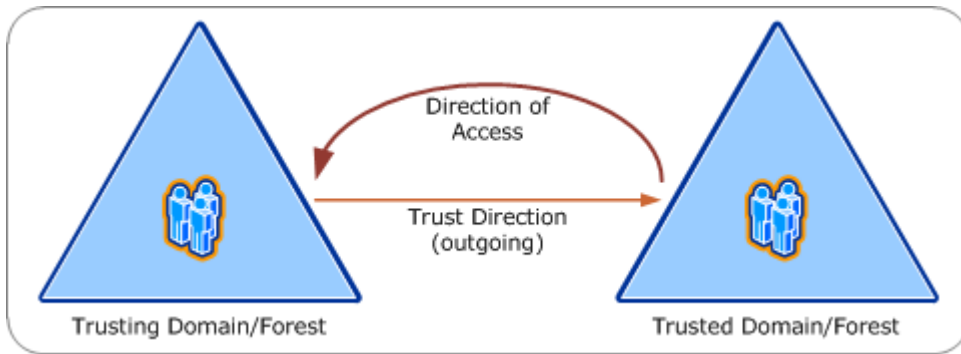 Direction of
Access
Trust Direction
(outgoing)
Trusting Domain/Forest
Trusted Domain/Forest